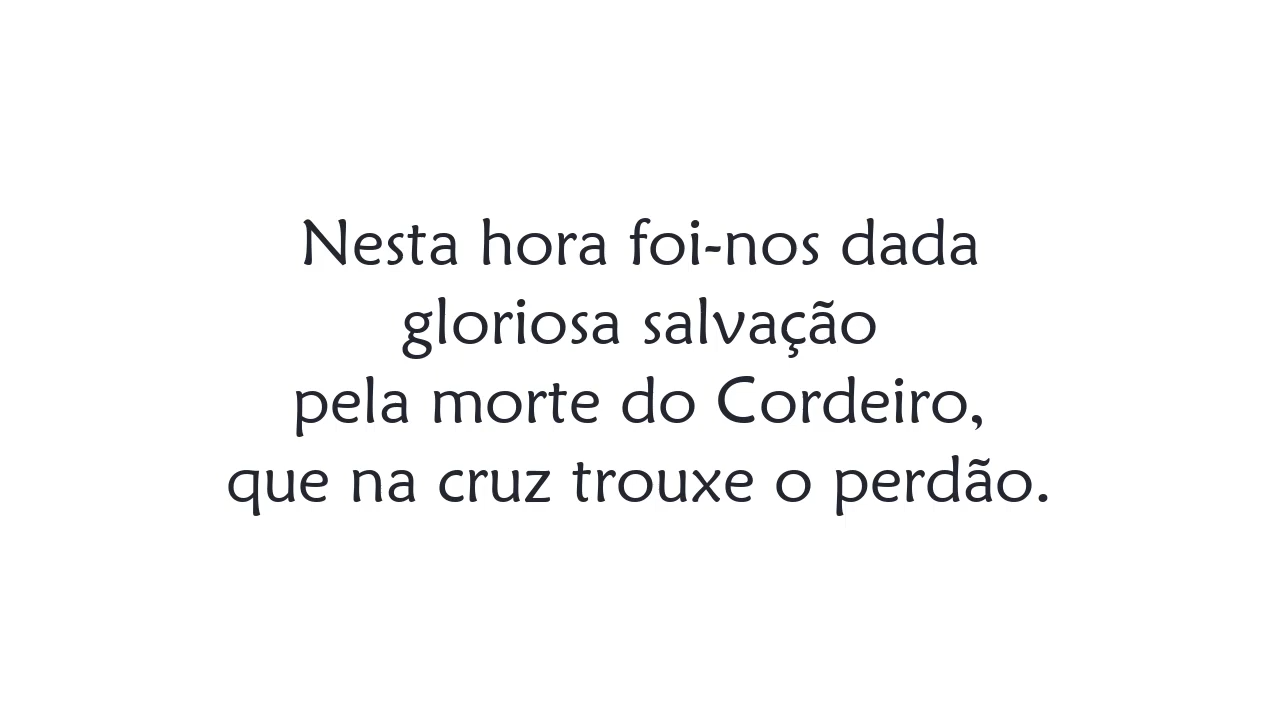 Nesta hora foi-nos dada
gloriosa salvação
pela morte do Cordeiro,
que na cruz trouxe o perdão.